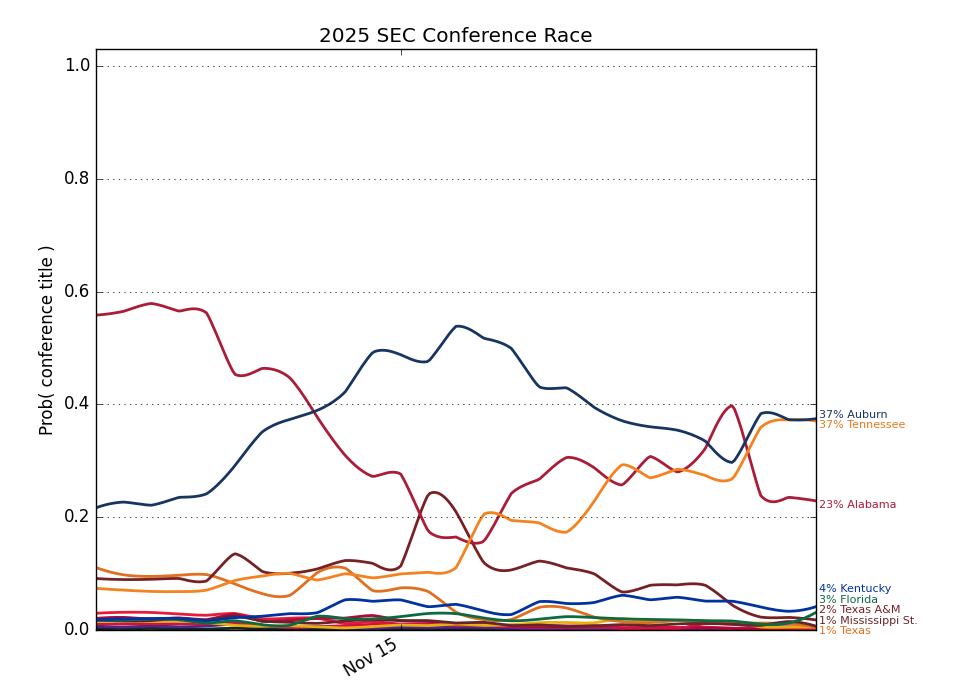 2025 SEC Conference Race
Prob( conference title )
1.0
0.8
0.6
0.4
0.2
0.0
Nov 15
37% Auburn
37% Tennessee
23% Alabama
4% Kentucky
3% Florida
2% Texas A&M
1% Mississippi St.
1% Texas